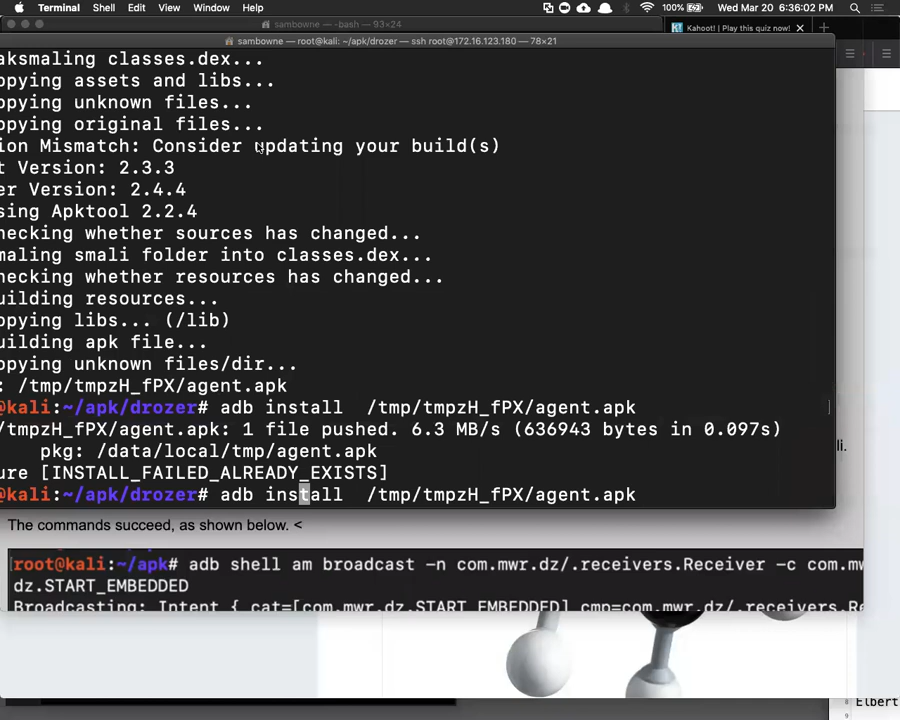 Terminal Shell Edit View Window Help 100% Wed Mar 20 6:36:02 PM
sambowne — -bash — 93×24
Kahoot! | Play this quiz now!
sambowne — root@kali: ~/apk/drozer — ssh root@172.16.123.180 — 78×21
aksmaling classes.dex...
opying assets and libs...
opying unknown files...
opying original files...
ion Mismatch: Consider updating your build(s)
t Version: 2.3.3
er Version: 2.4.4
sing Apktool 2.2.4
hecking whether sources has changed...
maling smali folder into classes.dex...
hecking whether resources has changed...
uilding resources...
opying libs... (/lib)
uilding apk file...
opying unknown files/dir...
: /tmp/tmpzH_fPX/agent.apk
@kali:~/apk/drozer# adb install  /tmp/tmpzH_fPX/agent.apk
/tmpzH_fPX/agent.apk: 1 file pushed. 6.3 MB/s (636943 bytes in 0.097s)
pkg: /data/local/tmp/agent.apk
li.
ure [INSTALL_FAILED_ALREADY_EXISTS]
@kali:~/apk/drozer# adb install  /tmp/tmpzH_fPX/agent.apk
The commands succeed, as shown below. <
root@kali:~/apk# adb shell am broadcast -n com.mwr.dz/.receivers.Receiver -c com.mw
dz.START_EMBEDDED
Broadcasting: Intent { cat=[com.mwr.dz.START_EMBEDDED] cmp=com.mwr.dz/.receivers.Re
8 Elbert
9